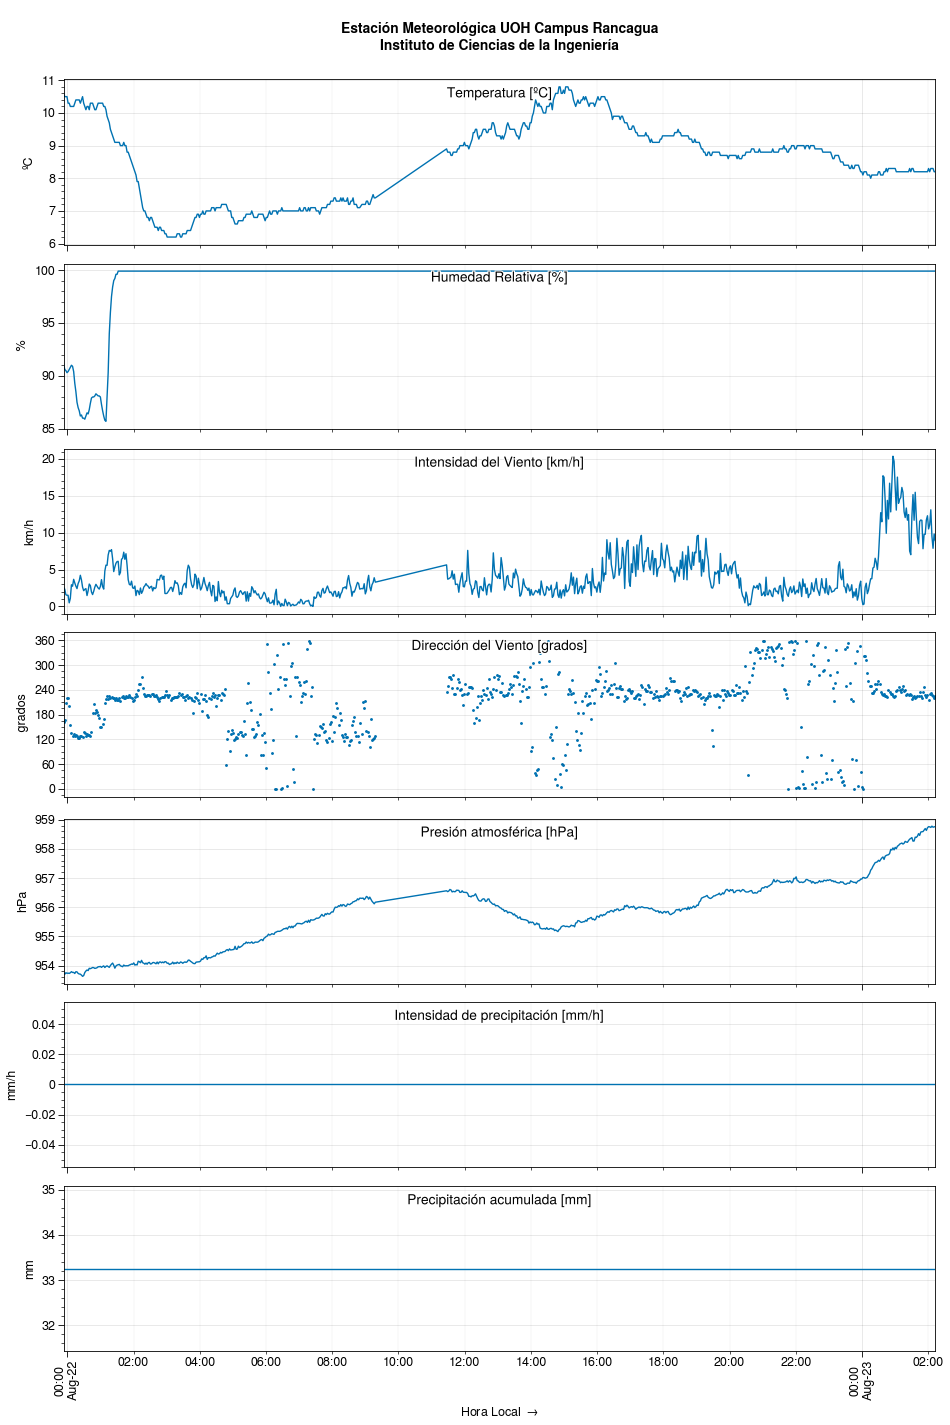 Estación Meteorológica UOH Campus Rancagua
Instituto de Ciencias de la Ingeniería
Temperatura [ºC]
ºC
11
10
9
8
7
6
Humedad Relativa [%]
%
100
95
90
85
Intensidad del Viento [km/h]
km/h
20
15
10
5
0
Dirección del Viento [grados]
grados
360
300
240
180
120
60
0
Presión atmosférica [hPa]
hPa
959
958
957
956
955
954
Intensidad de precipitación [mm/h]
mm/h
0.04
0.02
0
−0.02
−0.04
Precipitación acumulada [mm]
mm
35
34
33
32
00:00
Aug-22
02:00
04:00
06:00
08:00
10:00
12:00
14:00
16:00
18:00
20:00
22:00
00:00
Aug-23
02:00
Hora Local →